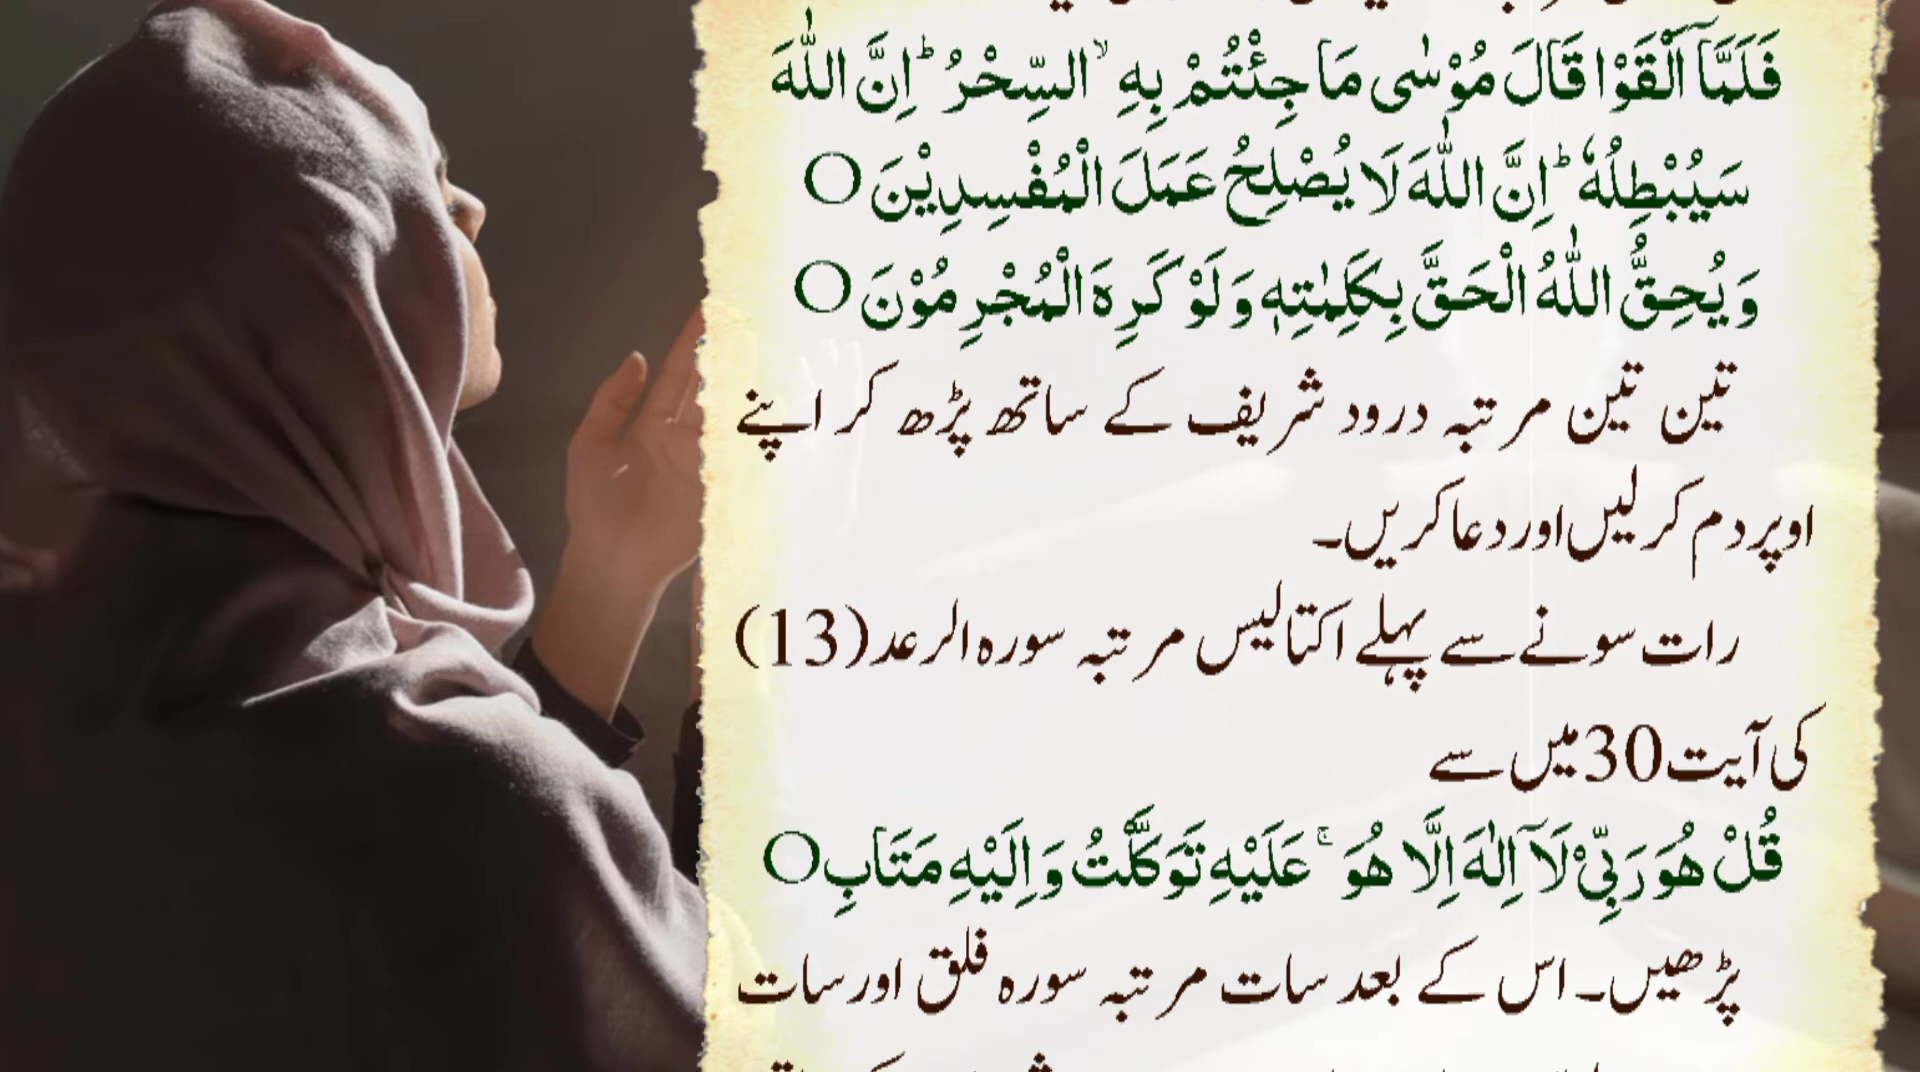 فَلَمَّآ اَلْقَوْا قَالَ مُوْسٰى مَا جِئْتُمْ بِهِ ۙ السِّحْرُ ؕ اِنَّ اللّٰهَ
سَيُبْطِلُهٗ ؕ اِنَّ اللّٰهَ لَا يُصْلِحُ عَمَلَ الْمُفْسِدِيْنَ ○
وَيُحِقُّ اللّٰهُ الْحَقَّ بِكَلِمٰتِهٖ وَلَوْ كَرِهَ الْمُجْرِمُوْنَ ○
تین تین مرتبہ درود شریف کے ساتھ پڑھ کر اپنے
اوپر دم کرلیں اور دعا کریں۔
رات سونے سے پہلے اکتالیس مرتبہ سورہ الرعد (13)
کی آیت 30 میں سے
قُلْ هُوَ رَبِّىْ لَآ اِلٰهَ اِلَّا هُوَ ۚ عَلَيْهِ تَوَكَّلْتُ وَاِلَيْهِ مَتَابِ ○
پڑھیں۔ اس کے بعد سات مرتبہ سورہ فلق اور سات